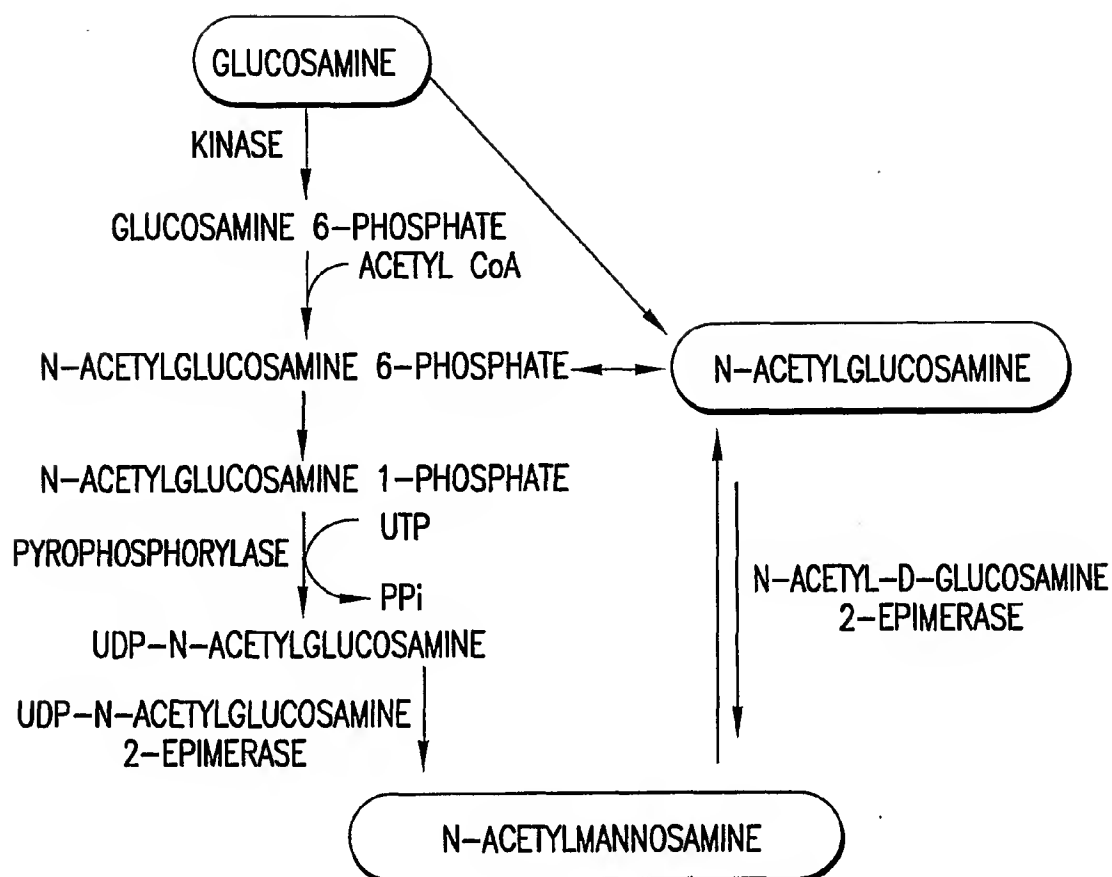 GLUCOSAMINE
KINASE
GLUCOSAMINE 6-PHOSPHATE
ACETYL CoA
N-ACETYLGLUCOSAMINE 6-PHOSPHATE
N-ACETYLGLUCOSAMINE
N-ACETYLGLUCOSAMINE 1-PHOSPHATE
UTP
PYROPHOSPHORYLASE
PPi
N-ACETYL-D-GLUCOSAMINE
2-EPIMERASE
UDP-N-ACETYLGLUCOSAMINE
UDP-N-ACETYLGLUCOSAMINE
2-EPIMERASE
N-ACETYLMANNOSAMINE